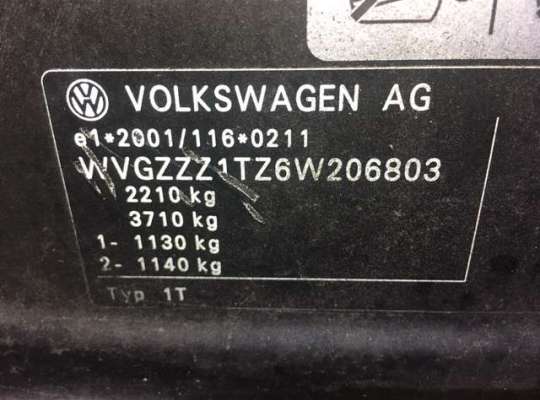 VOLKSWAGEN AG
e1*2001/116*0211
WVGZZZ1TZ6W206803
2210 kg
3710 kg
1- 1130 kg
2- 1140 kg
Typ 1T